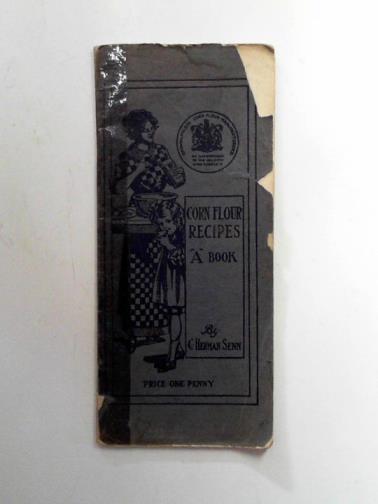 CORN FLOUR
RECIPES
"A" BOOK
By
C. HERMAN SENN
PRICE ONE PENNY